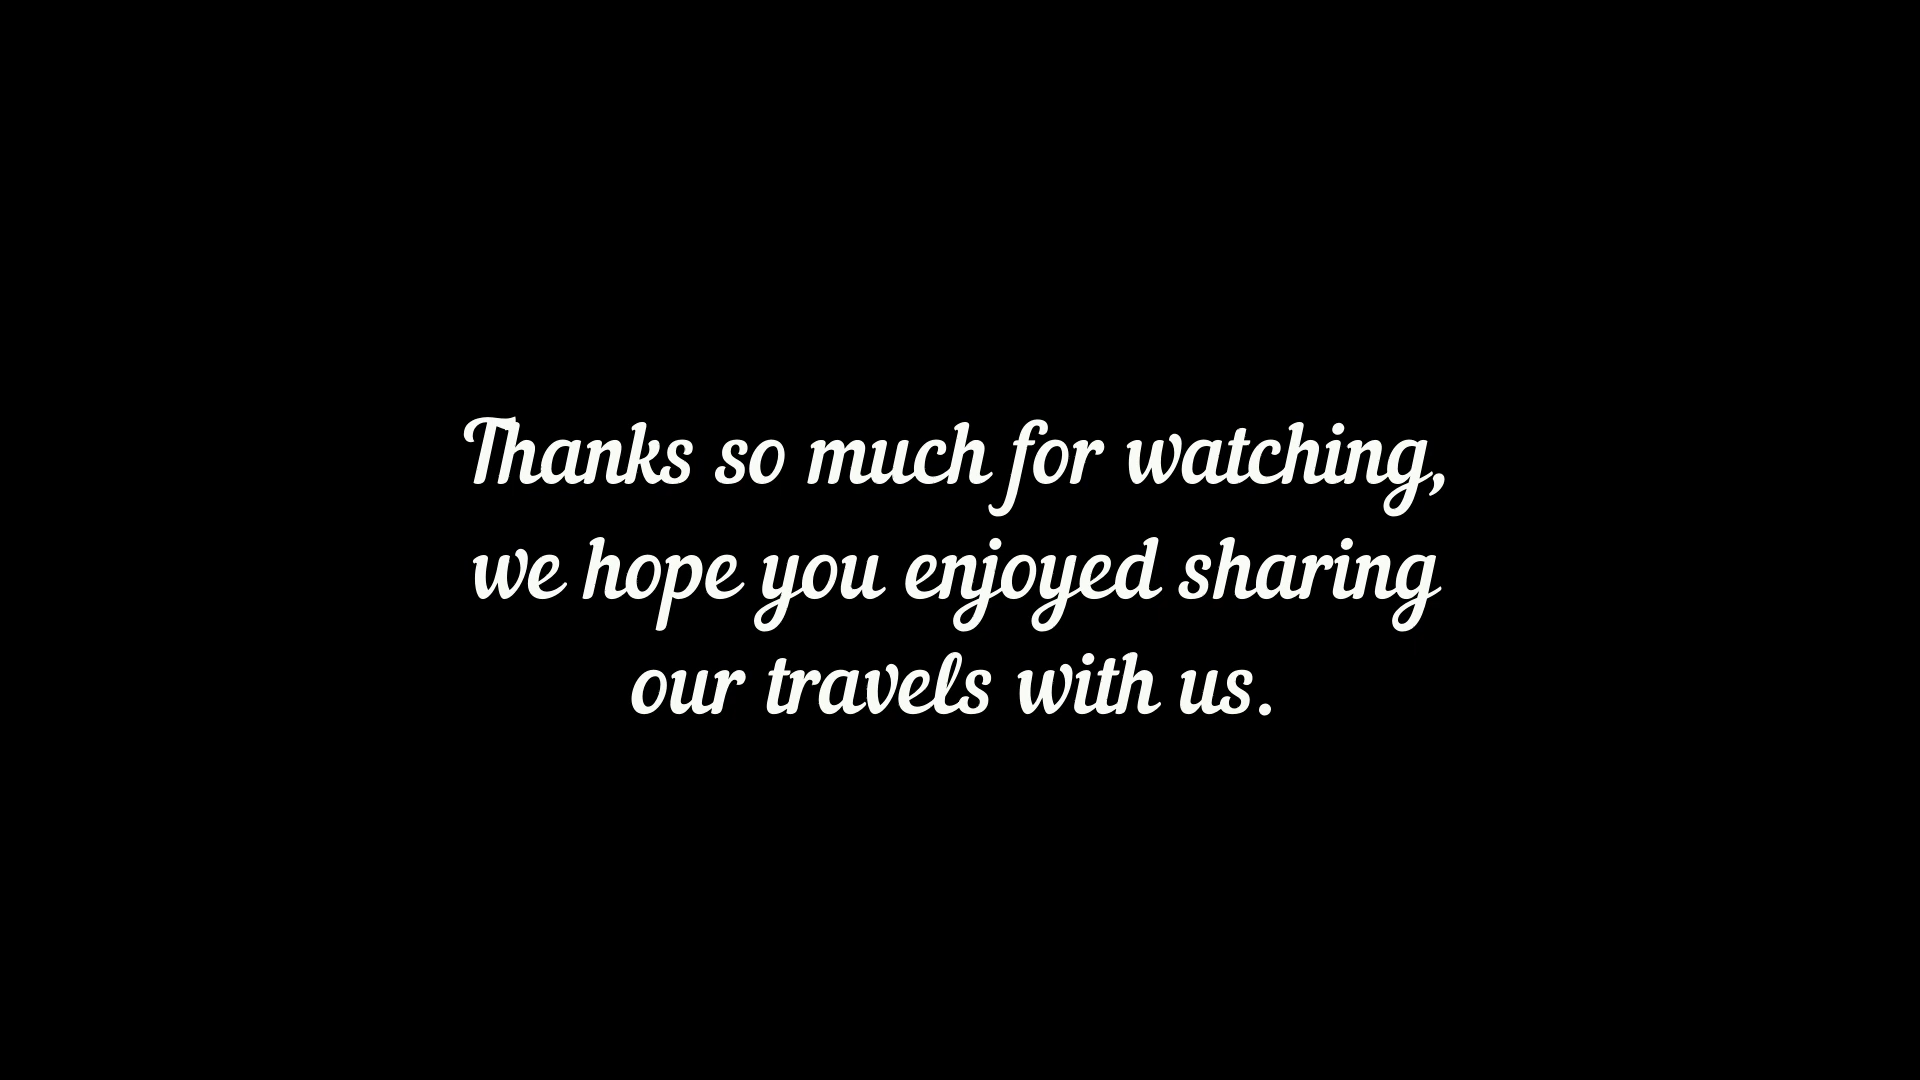 Thanks so much for watching,
we hope you enjoyed sharing
our travels with us.